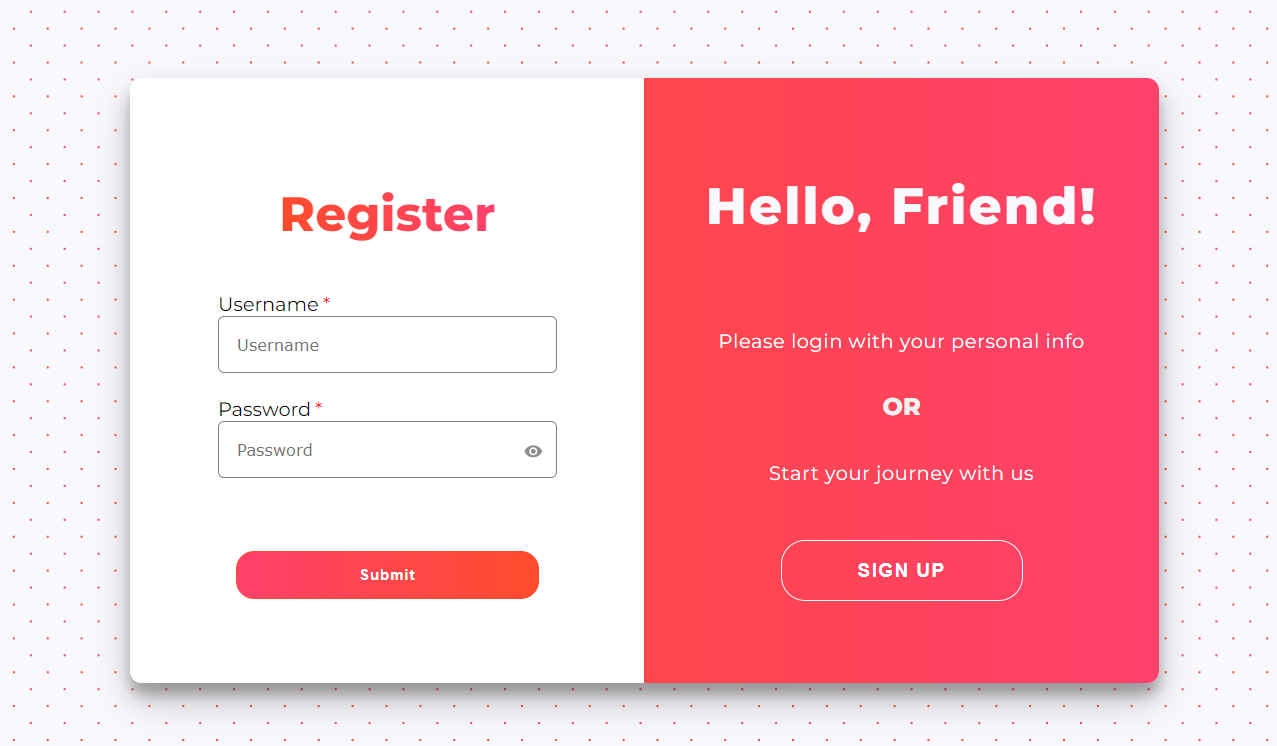 Register
Username *
Username
Password *
Password
Submit
Hello, Friend!
Please login with your personal info
OR
Start your journey with us
SIGN UP